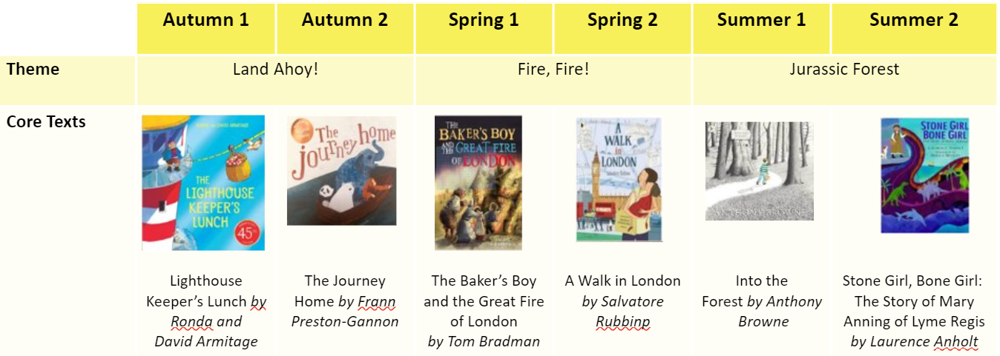 Autumn 1 Autumn 2 Spring 1 Spring 2 Summer 1 Summer 2
Theme Land Ahoy! Fire, Fire! Jurassic Forest
Core Texts
THE
LIGHTHOUSE
KEEPER'S
LUNCH
45TH
The
journey home
THE
BAKER'S BOY
AND THE GREAT FIRE
OF LONDON
A
WALK
in
LONDON
Salvatore Rubbino
ANTHONY BROWNE
STONE GIRL
BONE GIRL
Lighthouse
Keeper's Lunch by
Ronda and
David Armitage
The Journey
Home by Frann
Preston-Gannon
The Baker's Boy
and the Great Fire
of London
by Tom Bradman
A Walk in London
by Salvatore
Rubbinp
Into the
Forest by Anthony
Browne
Stone Girl, Bone Girl:
The Story of Mary
Anning of Lyme Regis
by Laurence Anholt